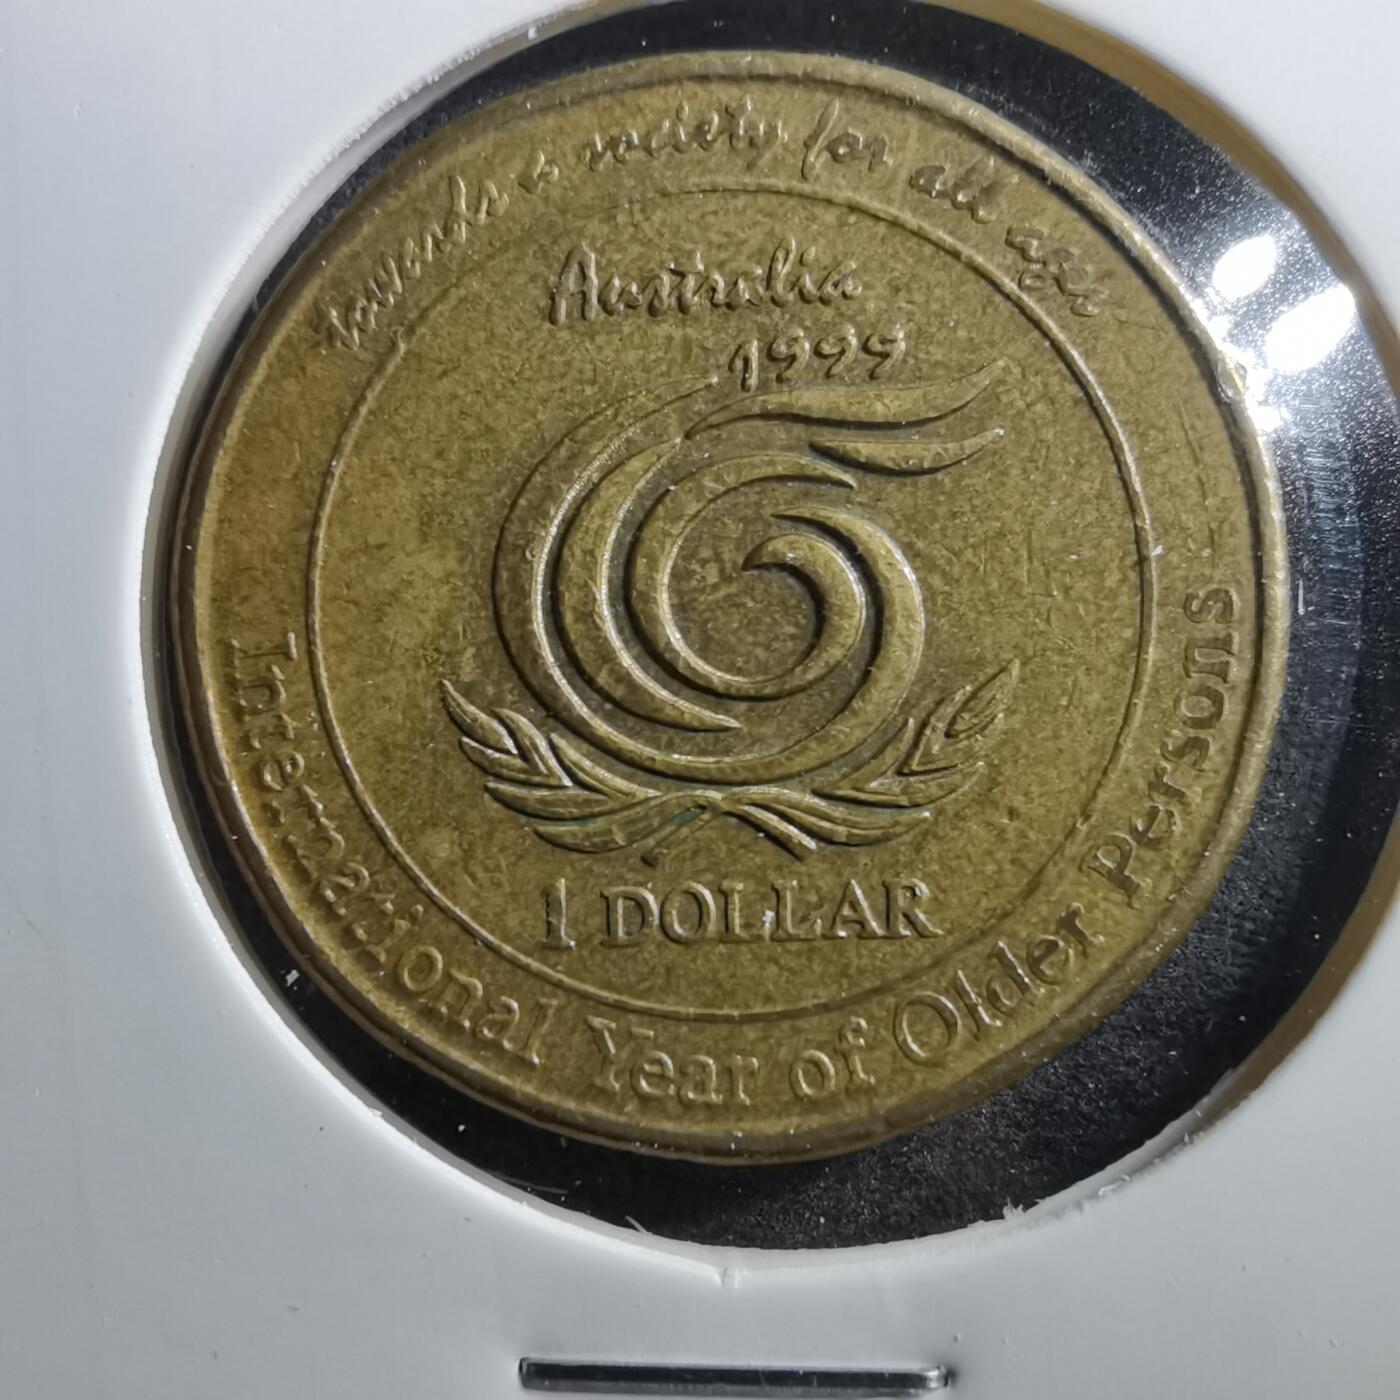 towards a society for all ages
Australia
1999
1 DOLLAR
International Year of Older Persons